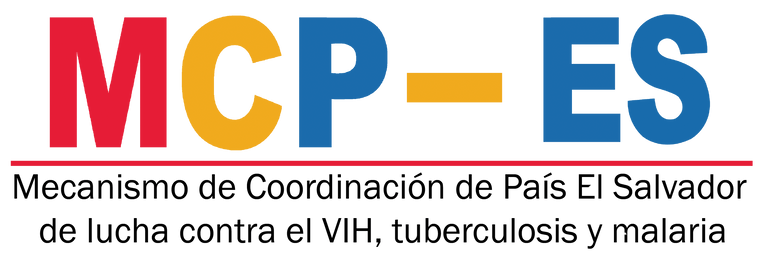 MCP-ES
Mecanismo de Coordinación de País El Salvador
de lucha contra el VIH, tuberculosis y malaria